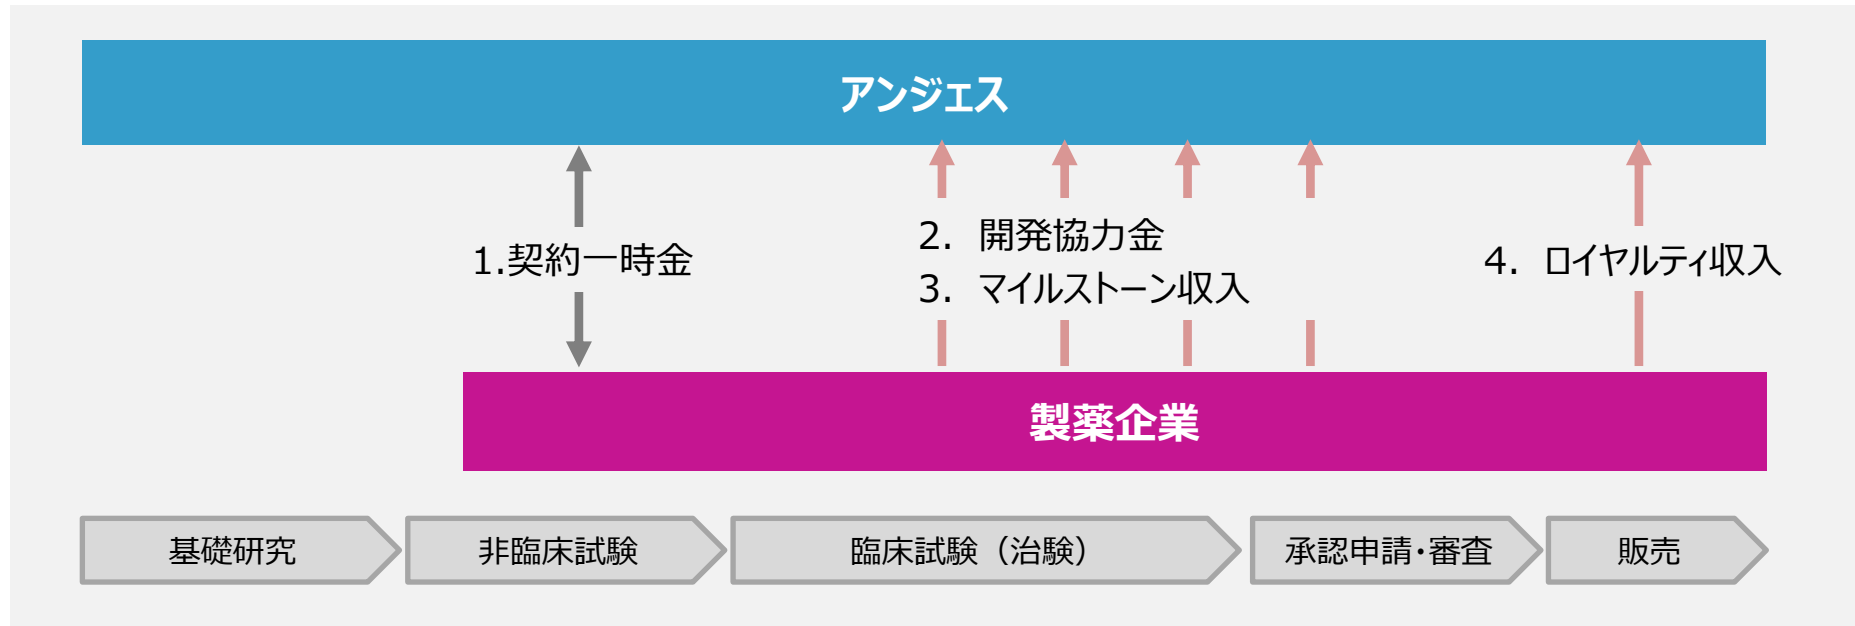 アンジェス
1.契約一時金
2. 開発協力金
3. マイルストーン収入
4. ロイヤルティ収入
製薬企業
基礎研究
非臨床試験
臨床試験（治験）
承認申請・審査
販売